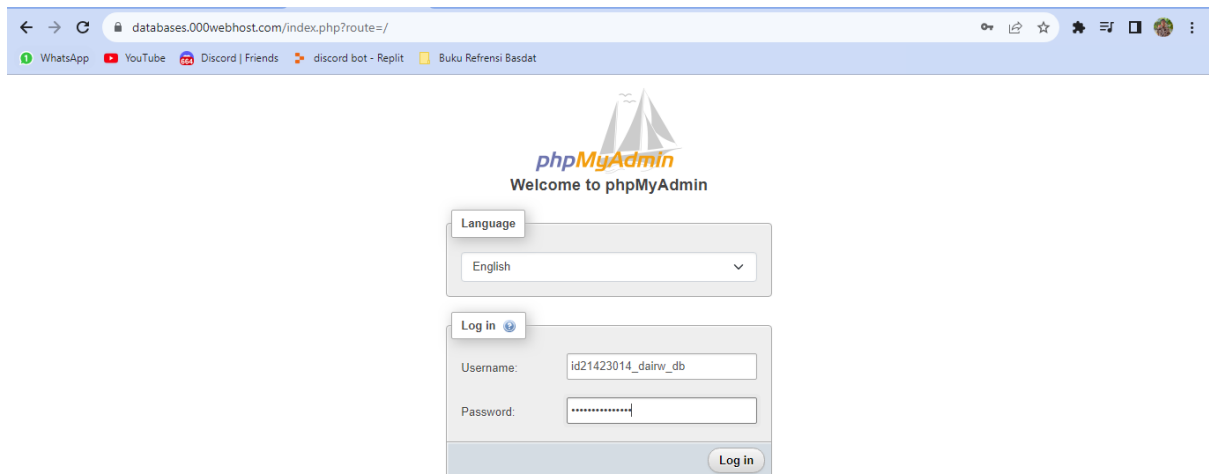 databases.000webhost.com/index.php?route=/
WhatsApp YouTube 664 Discord | Friends discord bot - Replit Buku Refrensi Basdat
phpMyAdmin
Welcome to phpMyAdmin
Language
English
Log in
Username: id21423014_dairw_db
Password: •••••••••••••••
Log in